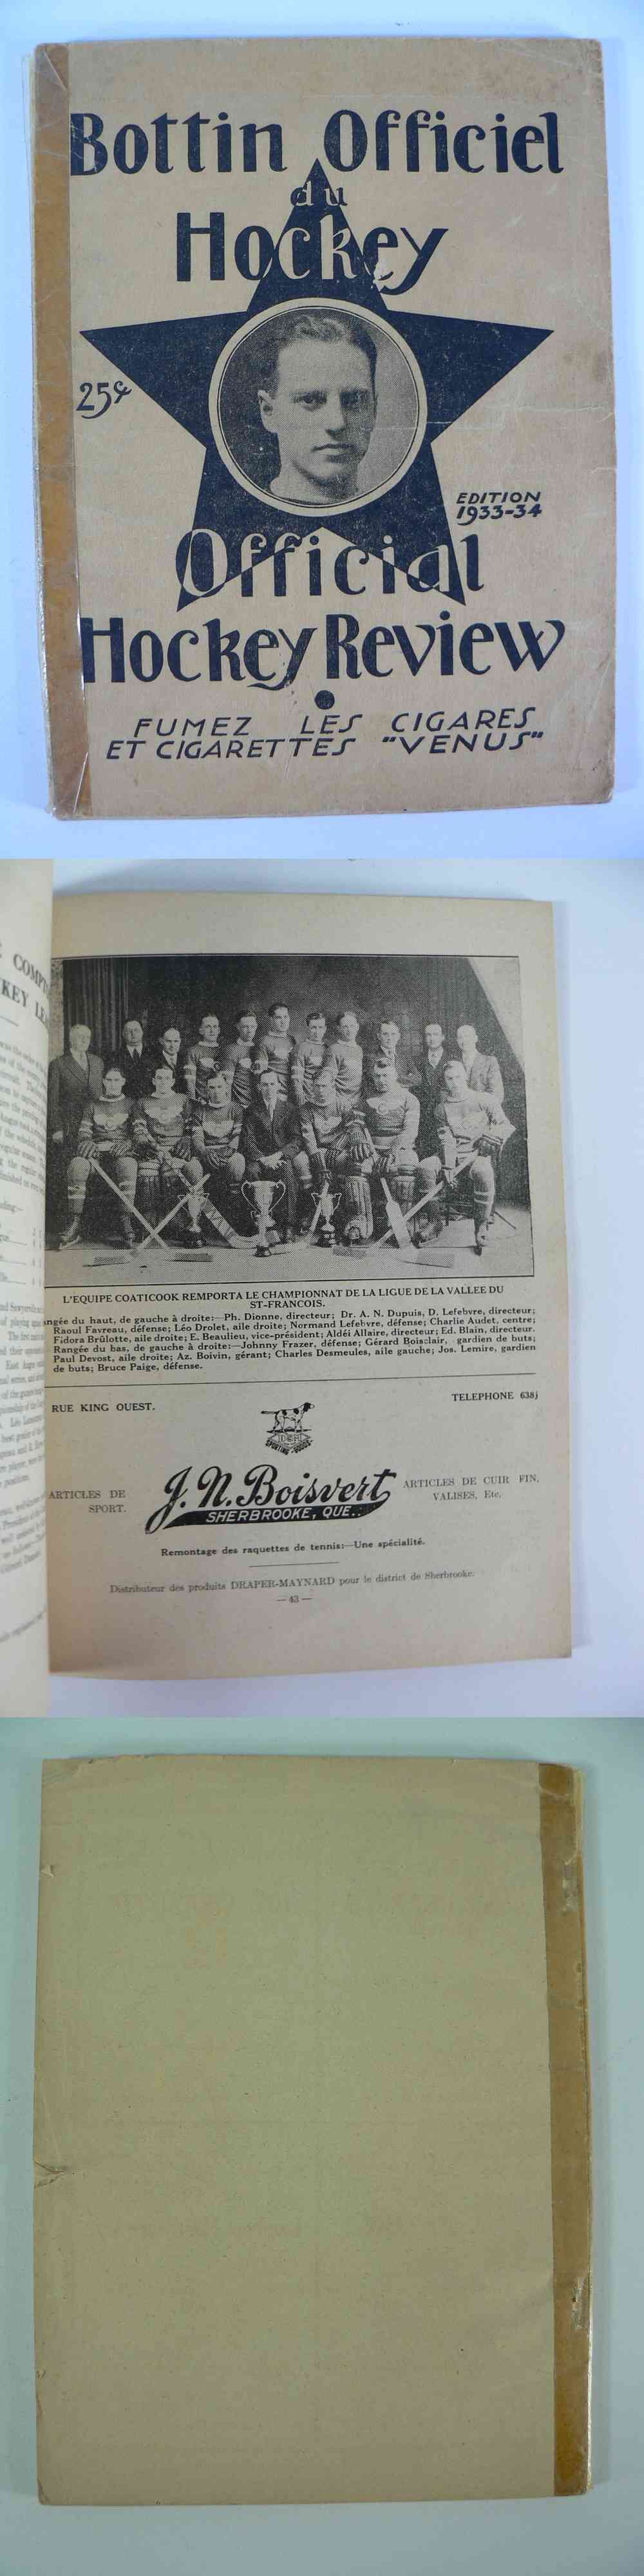 Bottin Officiel
du
Hockey
25¢
EDITION
1933-34
Official
Hockey Review
FUMEZ LES CIGARES
ET CIGARETTES "VENUS"
KEY
L'EQUIPE COATICOOK REMPORTA LE CHAMPIONNAT DE LA LIGUE DE LA VALLEE DU
ST-FRANCOIS.
ngée du haut, de gauche à droite:—Ph. Dionne, directeur; Dr. A. N. Dupuis, D. Lefebvre, directeur;
Raoul Favreau, défense; Léo Drolet, aile droite; Normand Lefebvre, défense; Charlie Audet, centre;
Fidora Brûlotte, aile droite; E. Beaulieu, vice-président; Aldéi Allaire, directeur; Ed. Blain, directeur.
Rangée du bas, de gauche à droite:—Johnny Frazer, défense; Gérard Boisclair, gardien de buts;
Paul Devost, aile droite; Az. Boivin, gérant; Charles Desmeules, aile gauche; Jos. Lemire, gardien
de buts; Bruce Paige, défense.
RUE KING OUEST.
TELEPHONE 638j
SPORTING GOODS
ARTICLES DE
SPORT.
J. N. Boisvert
SHERBROOKE, QUE.
ARTICLES DE CUIR FIN,
VALISES, Etc.
Remontage des raquettes de tennis:—Une spécialité.
Distributeur des produits DRAPER-MAYNARD pour le district de Sherbrooke.
— 43 —